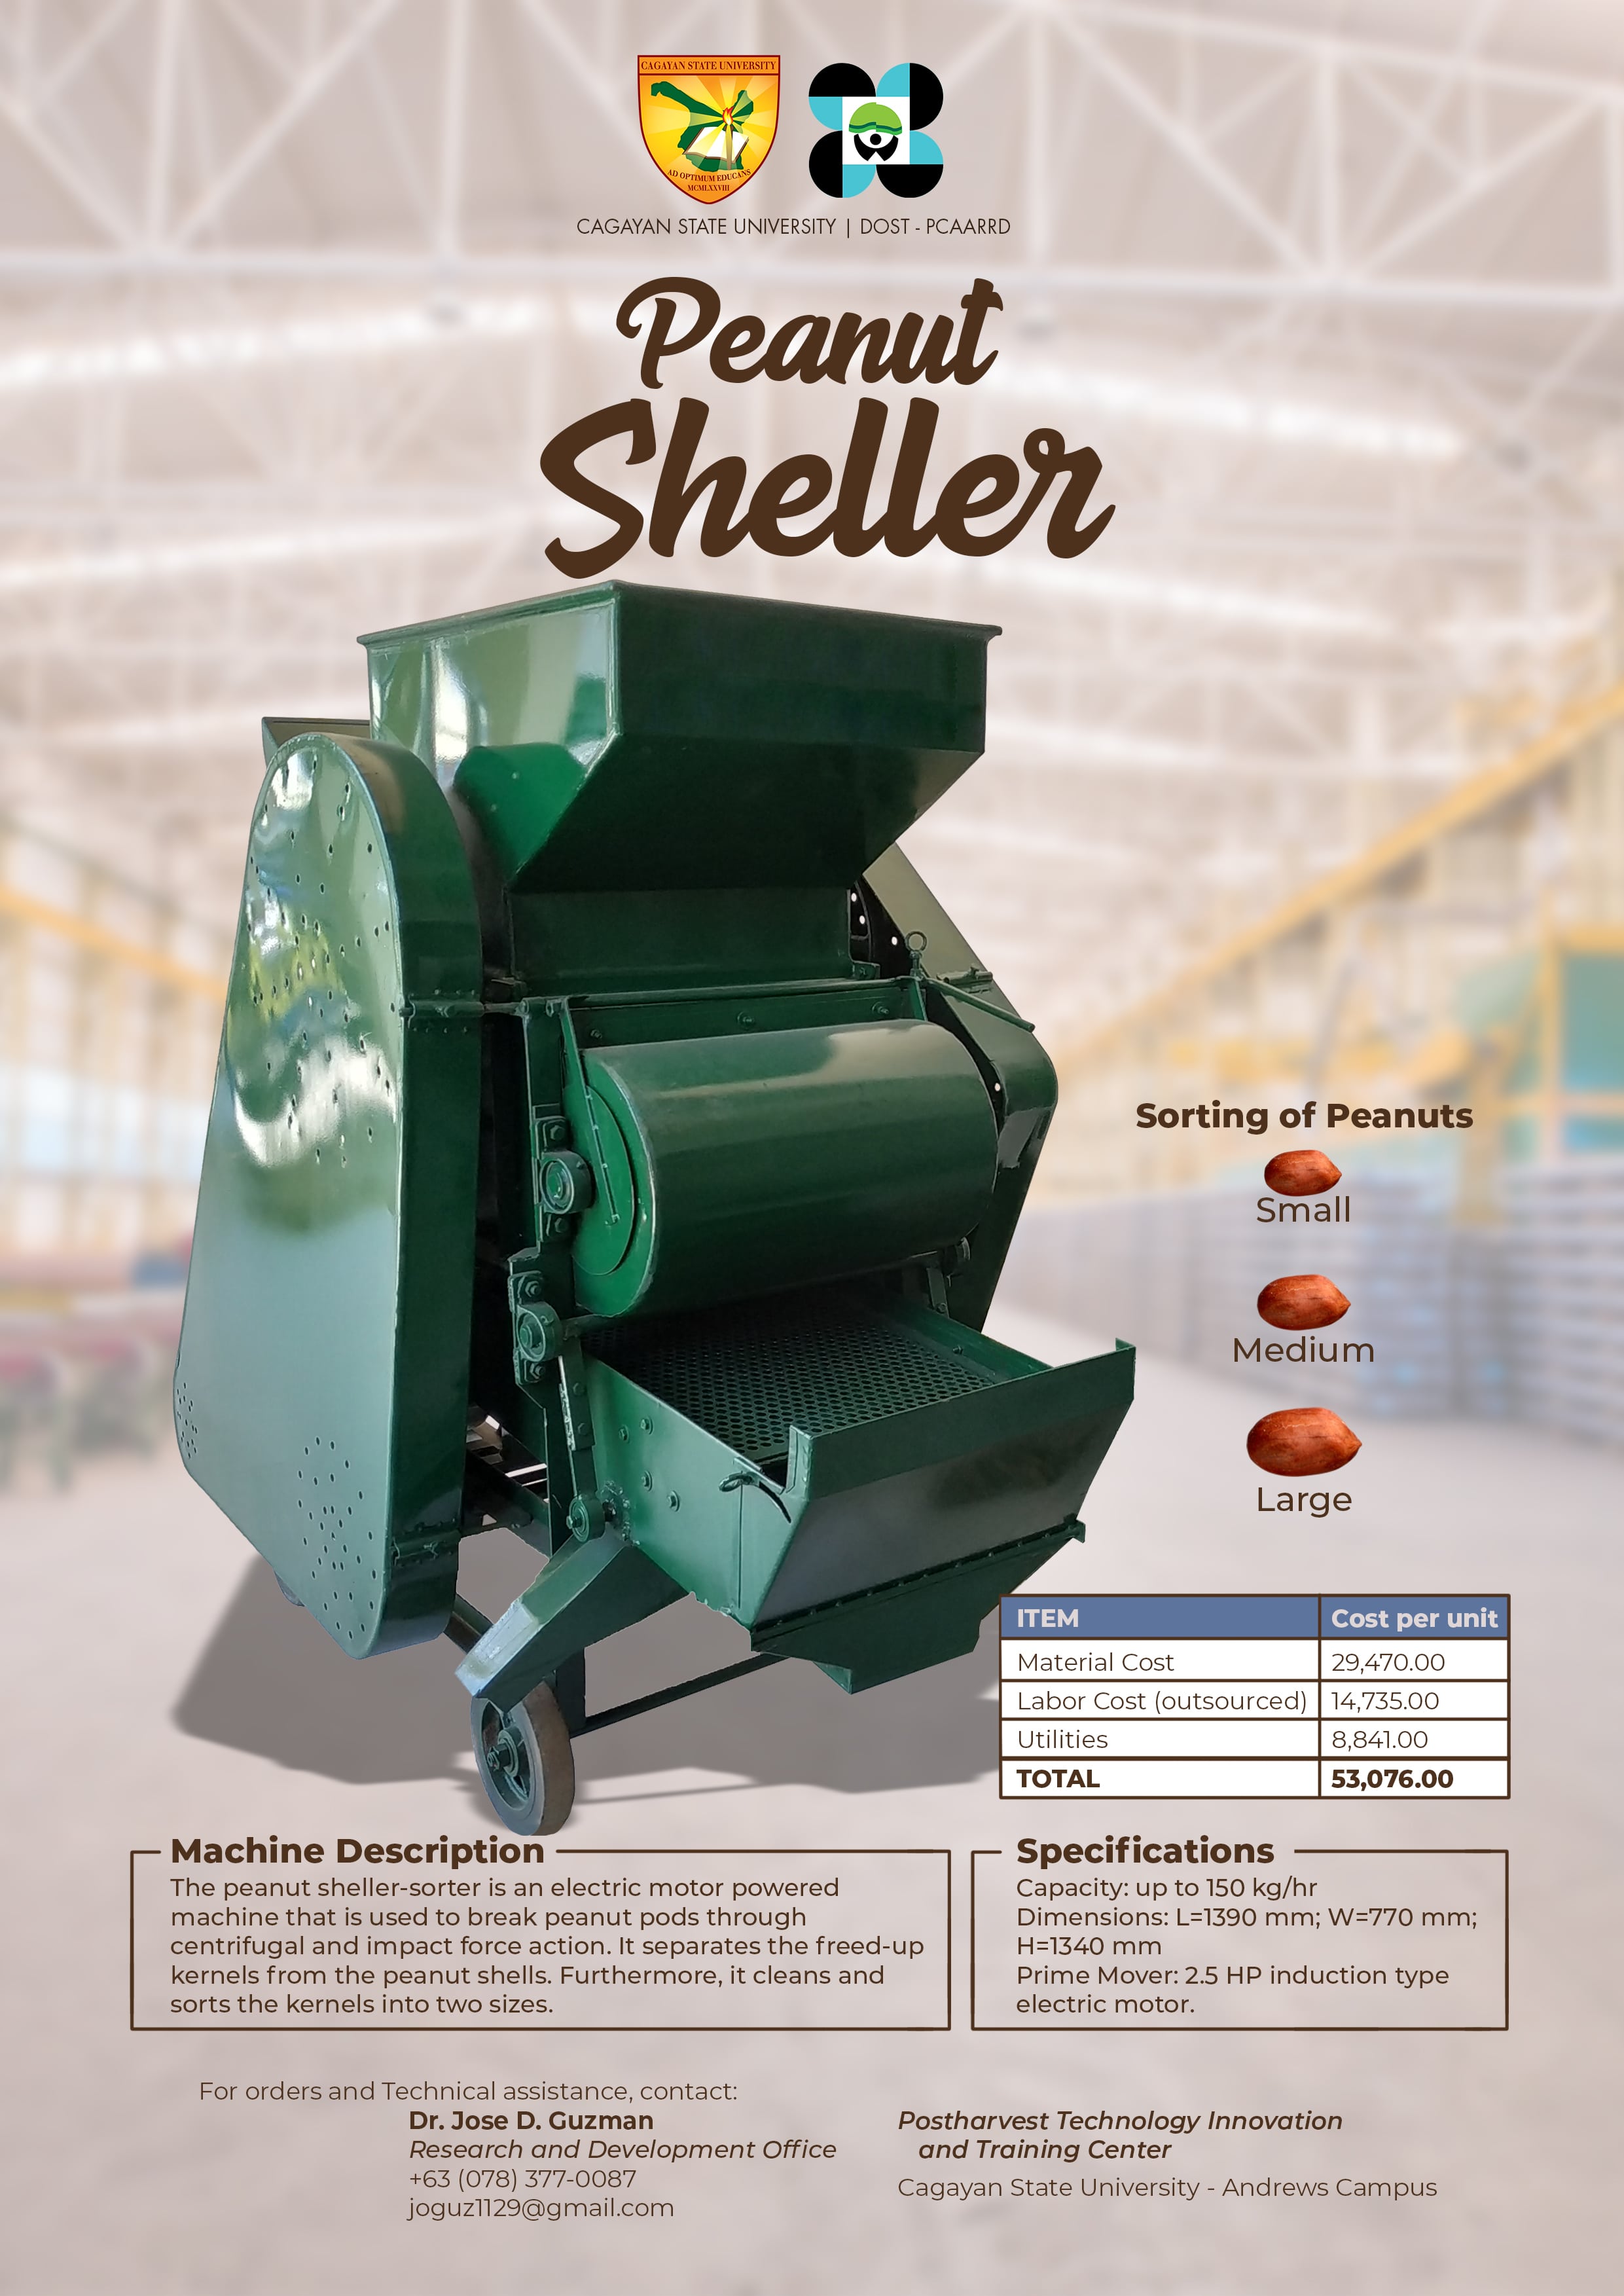 CAGAYAN STATE UNIVERSITY
AD OPTIMUM EDUCANS
MCMLXXVIII
CAGAYAN STATE UNIVERSITY | DOST - PCAARRD
Peanut
Sheller
Sorting of Peanuts
Small
Medium
Large
ITEM Cost per unit
Material Cost 29,470.00
Labor Cost (outsourced) 14,735.00
Utilities 8,841.00
TOTAL 53,076.00
Machine Description
The peanut sheller-sorter is an electric motor powered
machine that is used to break peanut pods through
centrifugal and impact force action. It separates the freed-up
kernels from the peanut shells. Furthermore, it cleans and
sorts the kernels into two sizes.
Specifications
Capacity: up to 150 kg/hr
Dimensions: L=1390 mm; W=770 mm;
H=1340 mm
Prime Mover: 2.5 HP induction type
electric motor.
For orders and Technical assistance, contact:
Dr. Jose D. Guzman
Research and Development Office
+63 (078) 377-0087
joguz1129@gmail.com
Postharvest Technology Innovation
and Training Center
Cagayan State University - Andrews Campus